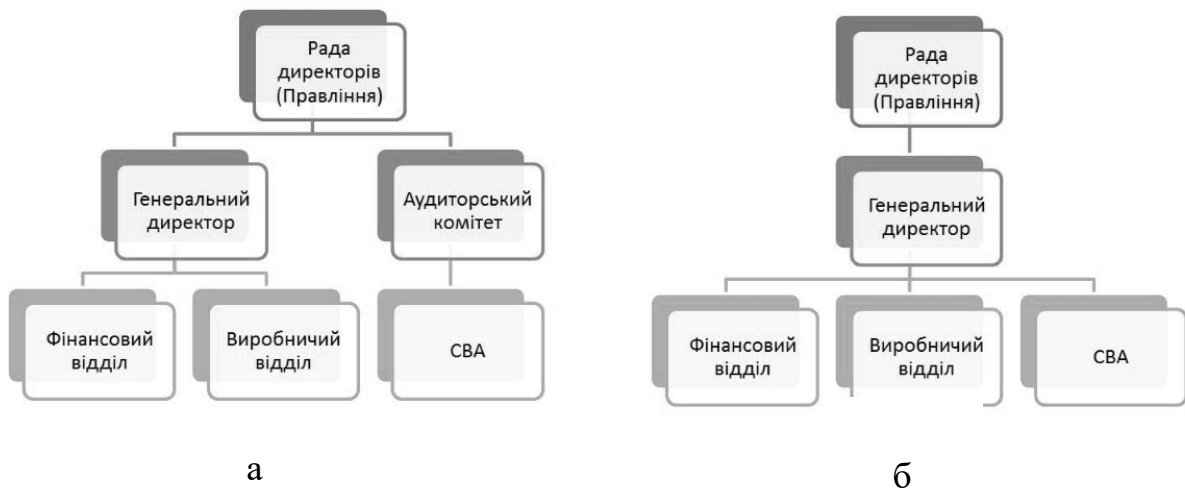 Рада
директорів
(Правління)
Генеральний
директор
Аудиторський
комітет
Фінансовий
відділ
Виробничий
відділ
СВА
а
Рада
директорів
(Правління)
Генеральний
директор
Фінансовий
відділ
Виробничий
відділ
СВА
б